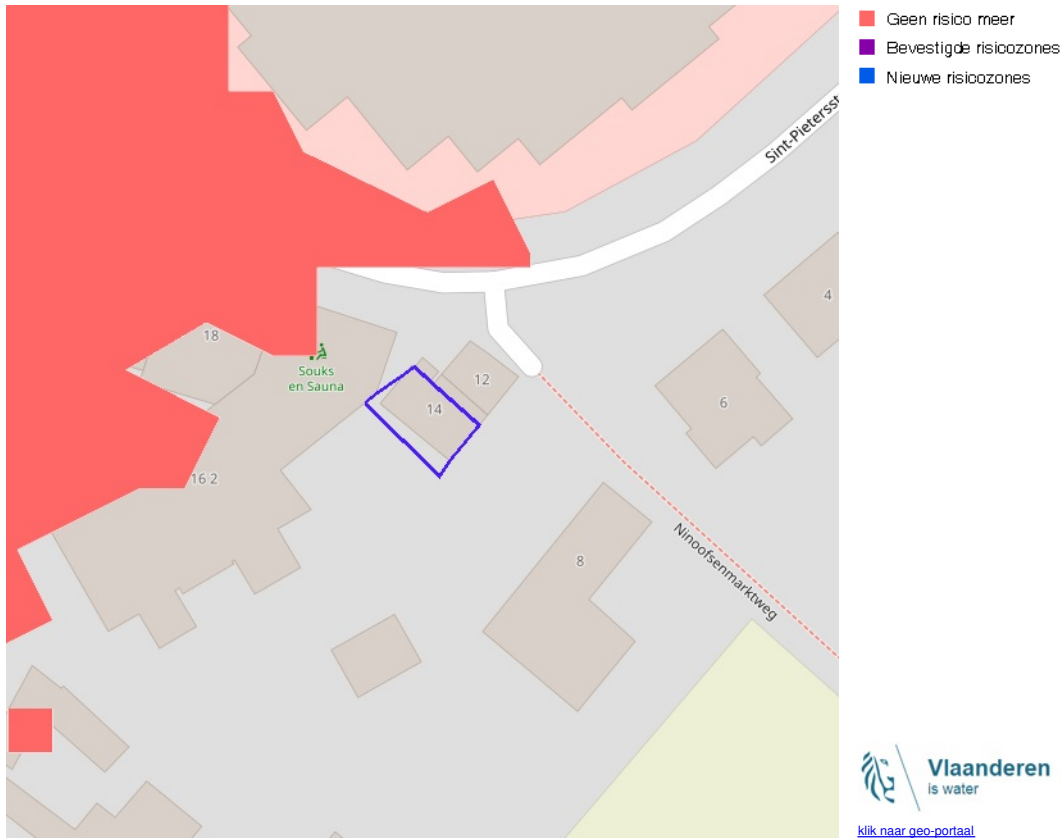 Geen risico meer
Bevestigde risicozones
Nieuwe risicozones
Sint-Pietersst
4
18
Souks
en Sauna
12
14
6
16 2
8
Ninoofsenmarktweg
Vlaanderen
is water
klik naar geo-portaal